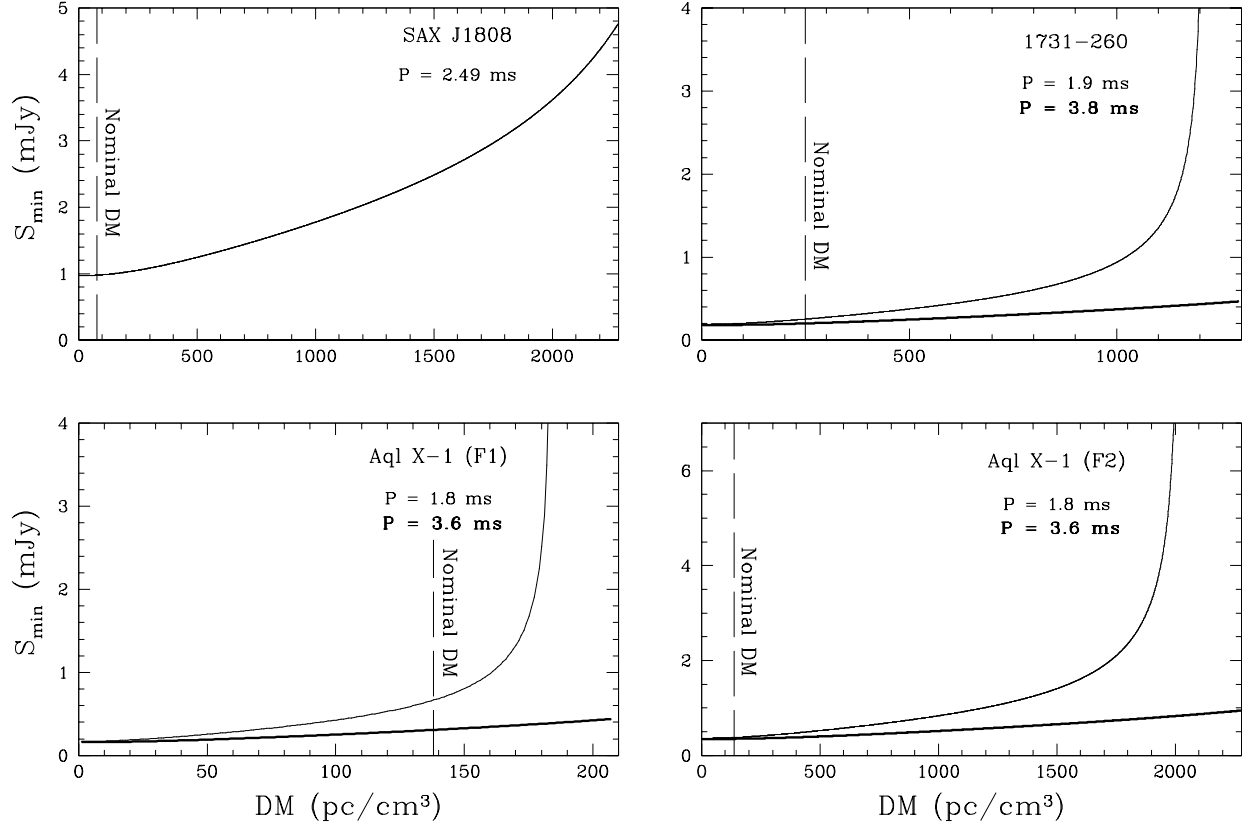 SAX J1808
P = 2.49 ms
Nominal DM
S_min (mJy)
5
4
3
2
1
0
0 500 1000 1500 2000
1731−260
P = 1.9 ms
P = 3.8 ms
Nominal DM
4
3
2
1
0
0 500 1000
Aql X−1 (F1)
P = 1.8 ms
P = 3.6 ms
Nominal DM
S_min (mJy)
4
3
2
1
0
0 50 100 150 200
DM (pc/cm³)
Aql X−1 (F2)
P = 1.8 ms
P = 3.6 ms
Nominal DM
6
4
2
0
0 500 1000 1500 2000
DM (pc/cm³)